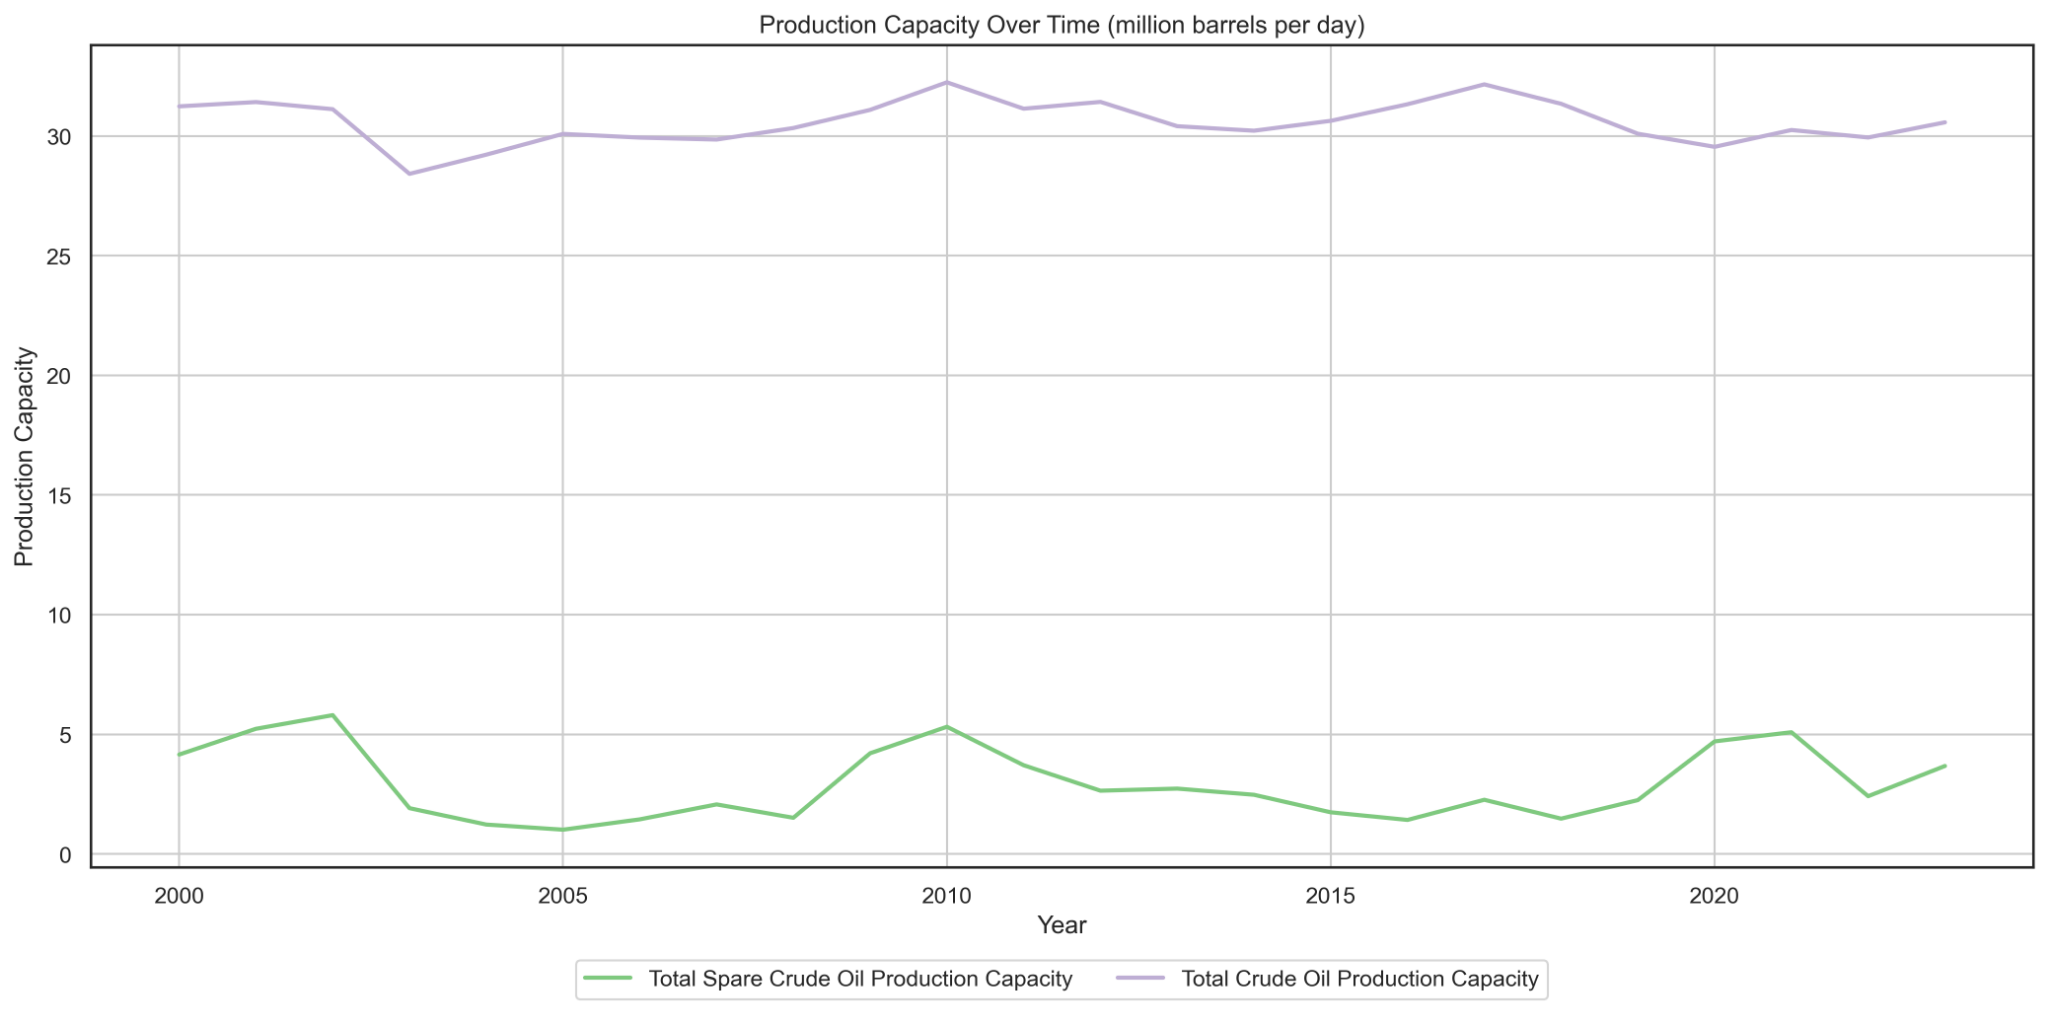 Production Capacity Over Time (million barrels per day)
Production Capacity
30
25
20
15
10
5
0
2000 2005 2010 2015 2020
Year
Total Spare Crude Oil Production Capacity Total Crude Oil Production Capacity